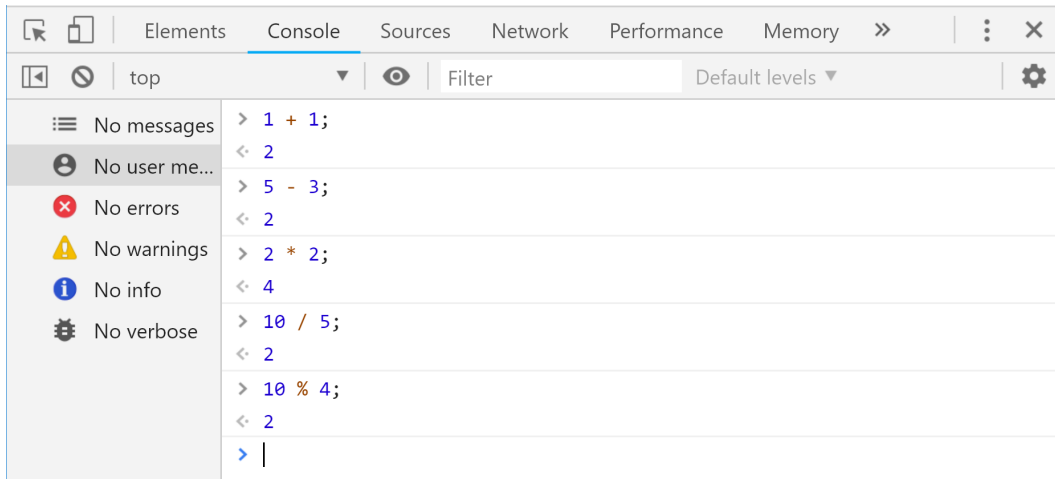 Elements Console Sources Network Performance Memory »
top ▼ Filter Default levels ▼
No messages
No user me...
No errors
No warnings
No info
No verbose
> 1 + 1;
<· 2
> 5 - 3;
<· 2
> 2 * 2;
<· 4
> 10 / 5;
<· 2
> 10 % 4;
<· 2
>